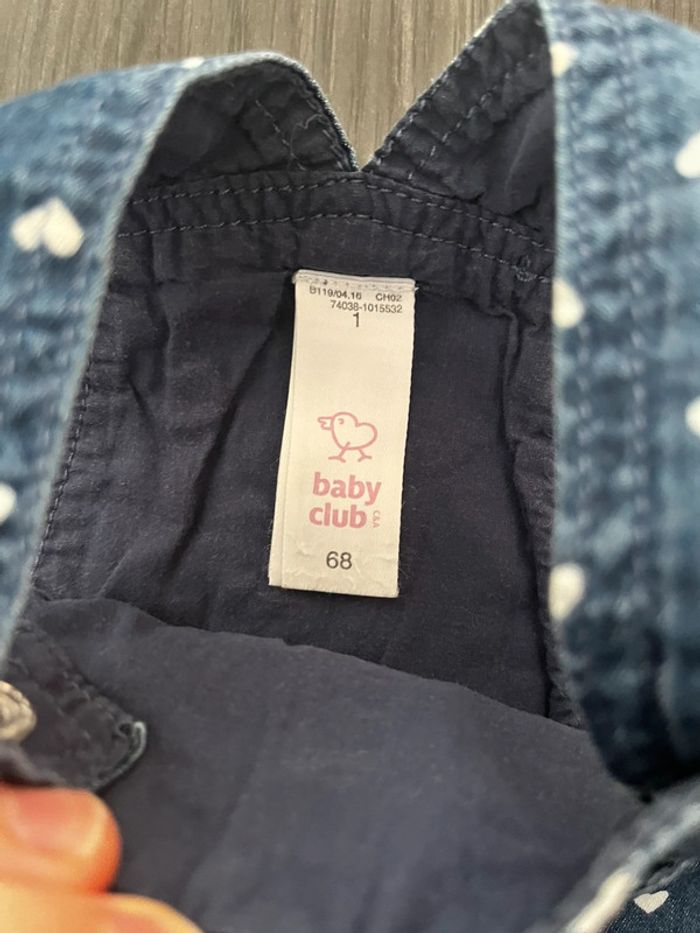 B119/04.16 CH02
74038-1015532
1
baby
club
C&A
68